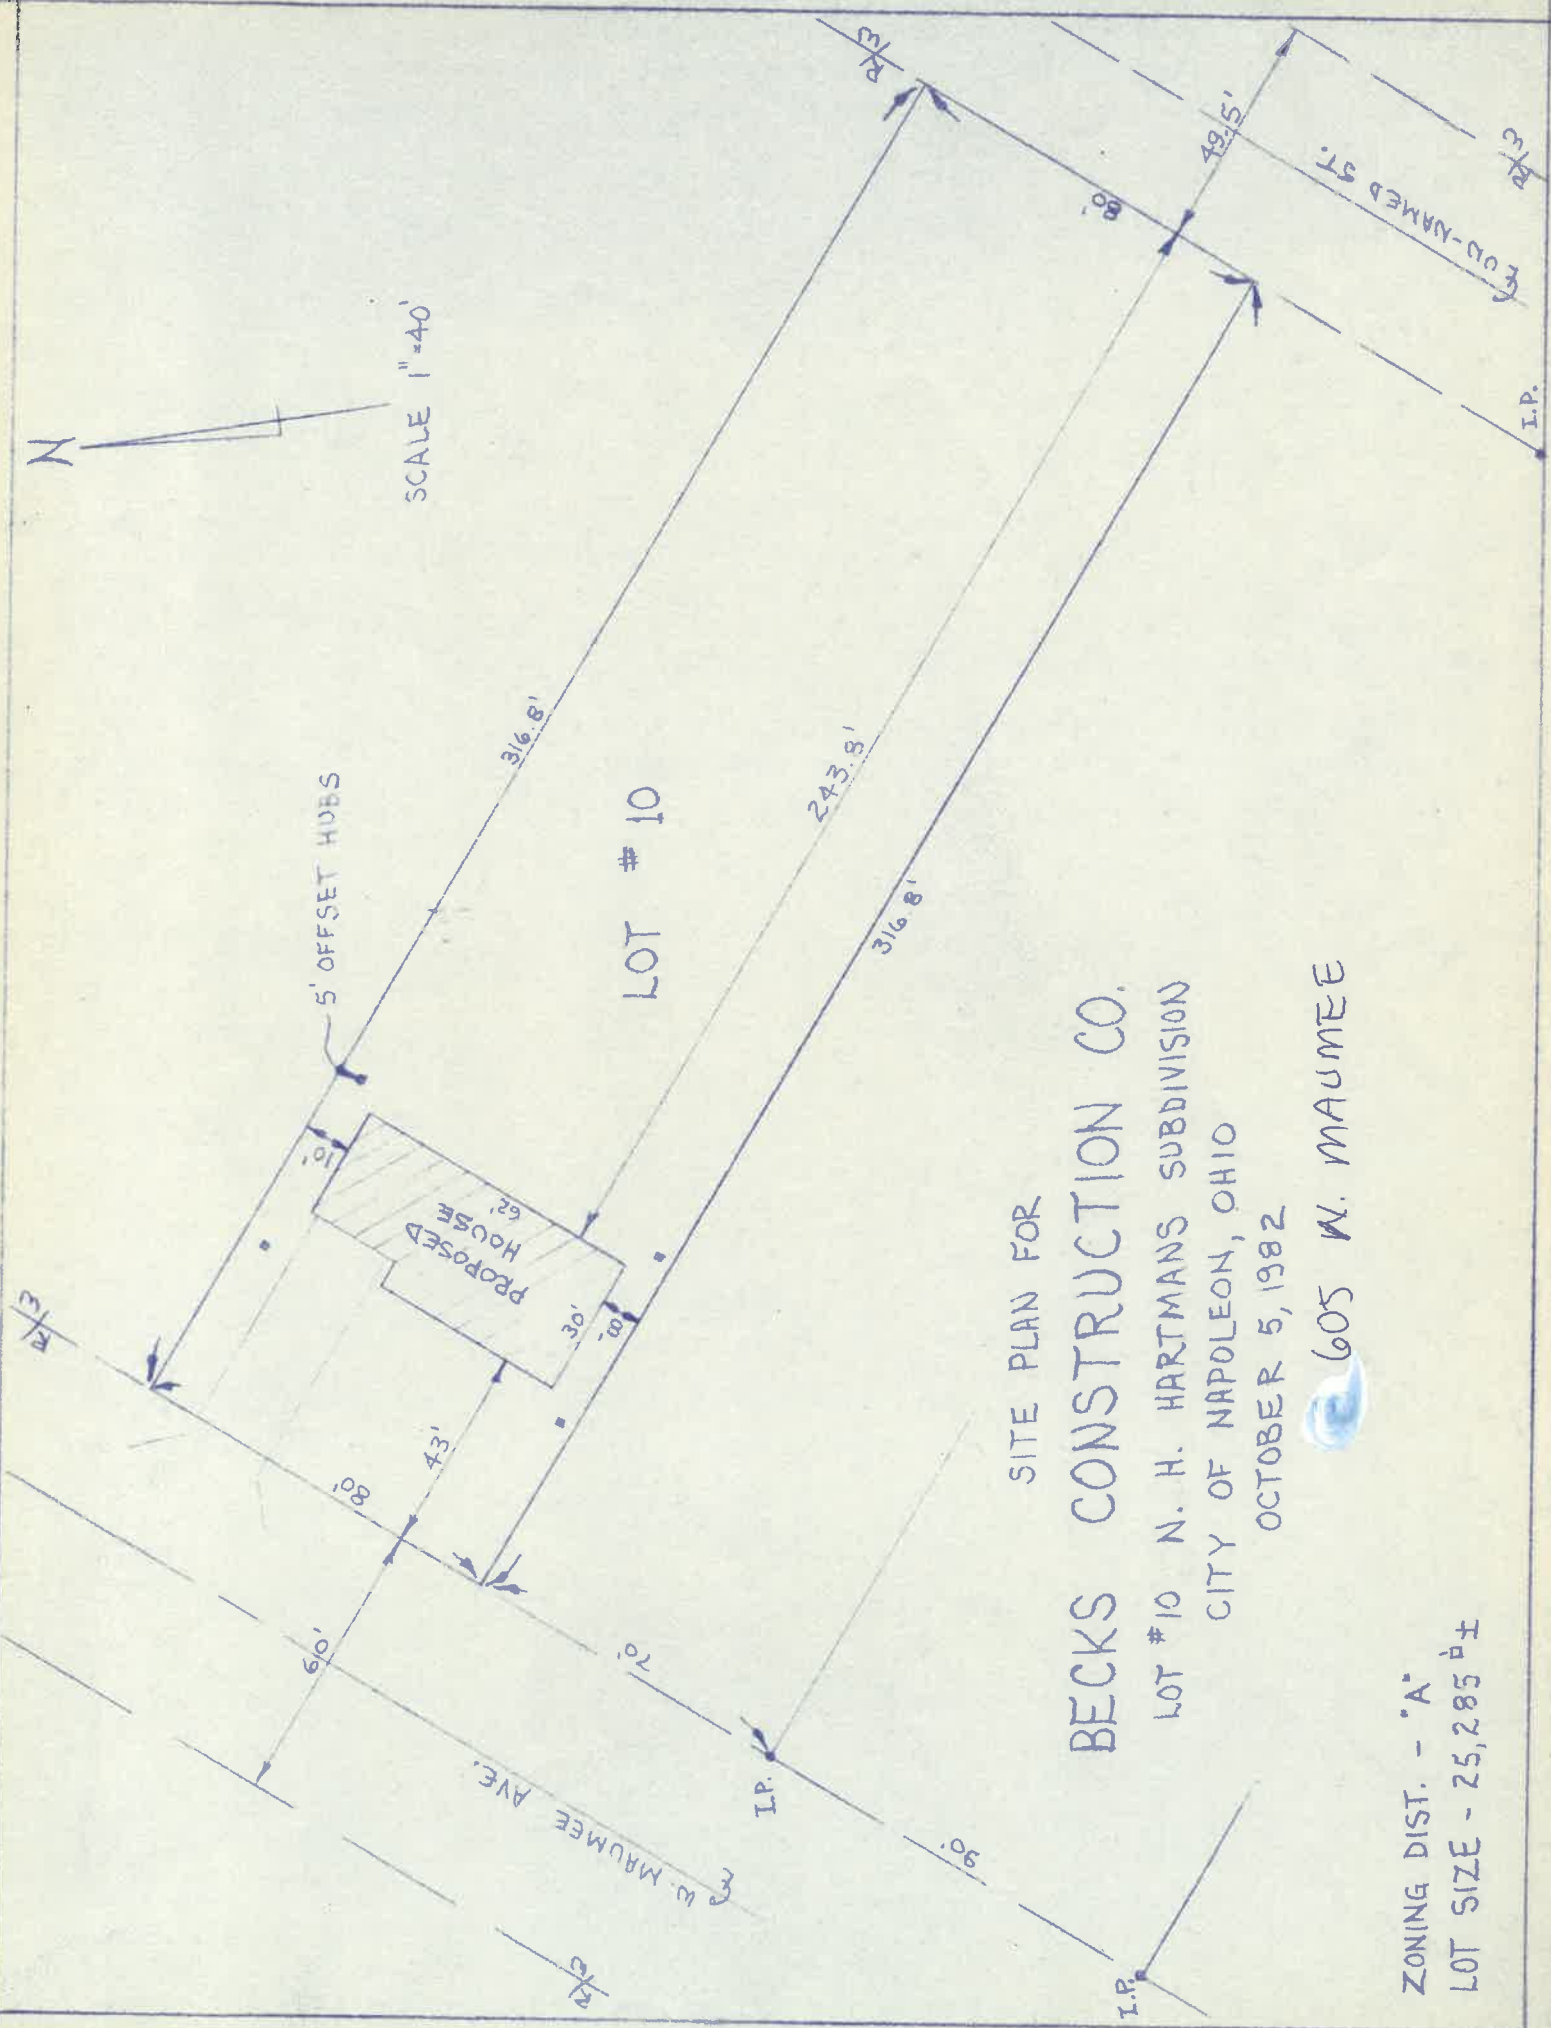 N
SCALE 1"=40'
R/W
R/W
49.5'
UN-NAMED ST.
℄
80'
I.P.
5' OFFSET HUBS
316.8'
LOT # 10
243.8'
316.8'
10'
PROPOSED
HOUSE
62'
30'
8'
43'
R/W
80'
60'
W. MAUMEE AVE.
℄
R/W
70'
I.P.
90'
I.P.
SITE PLAN FOR
BECKS CONSTRUCTION CO.
LOT #10 N. H. HARTMANS SUBDIVISION
CITY OF NAPOLEON, OHIO
OCTOBER 5, 1982
605 W. MAUMEE
ZONING DIST. - "A"
LOT SIZE - 25,285 ±